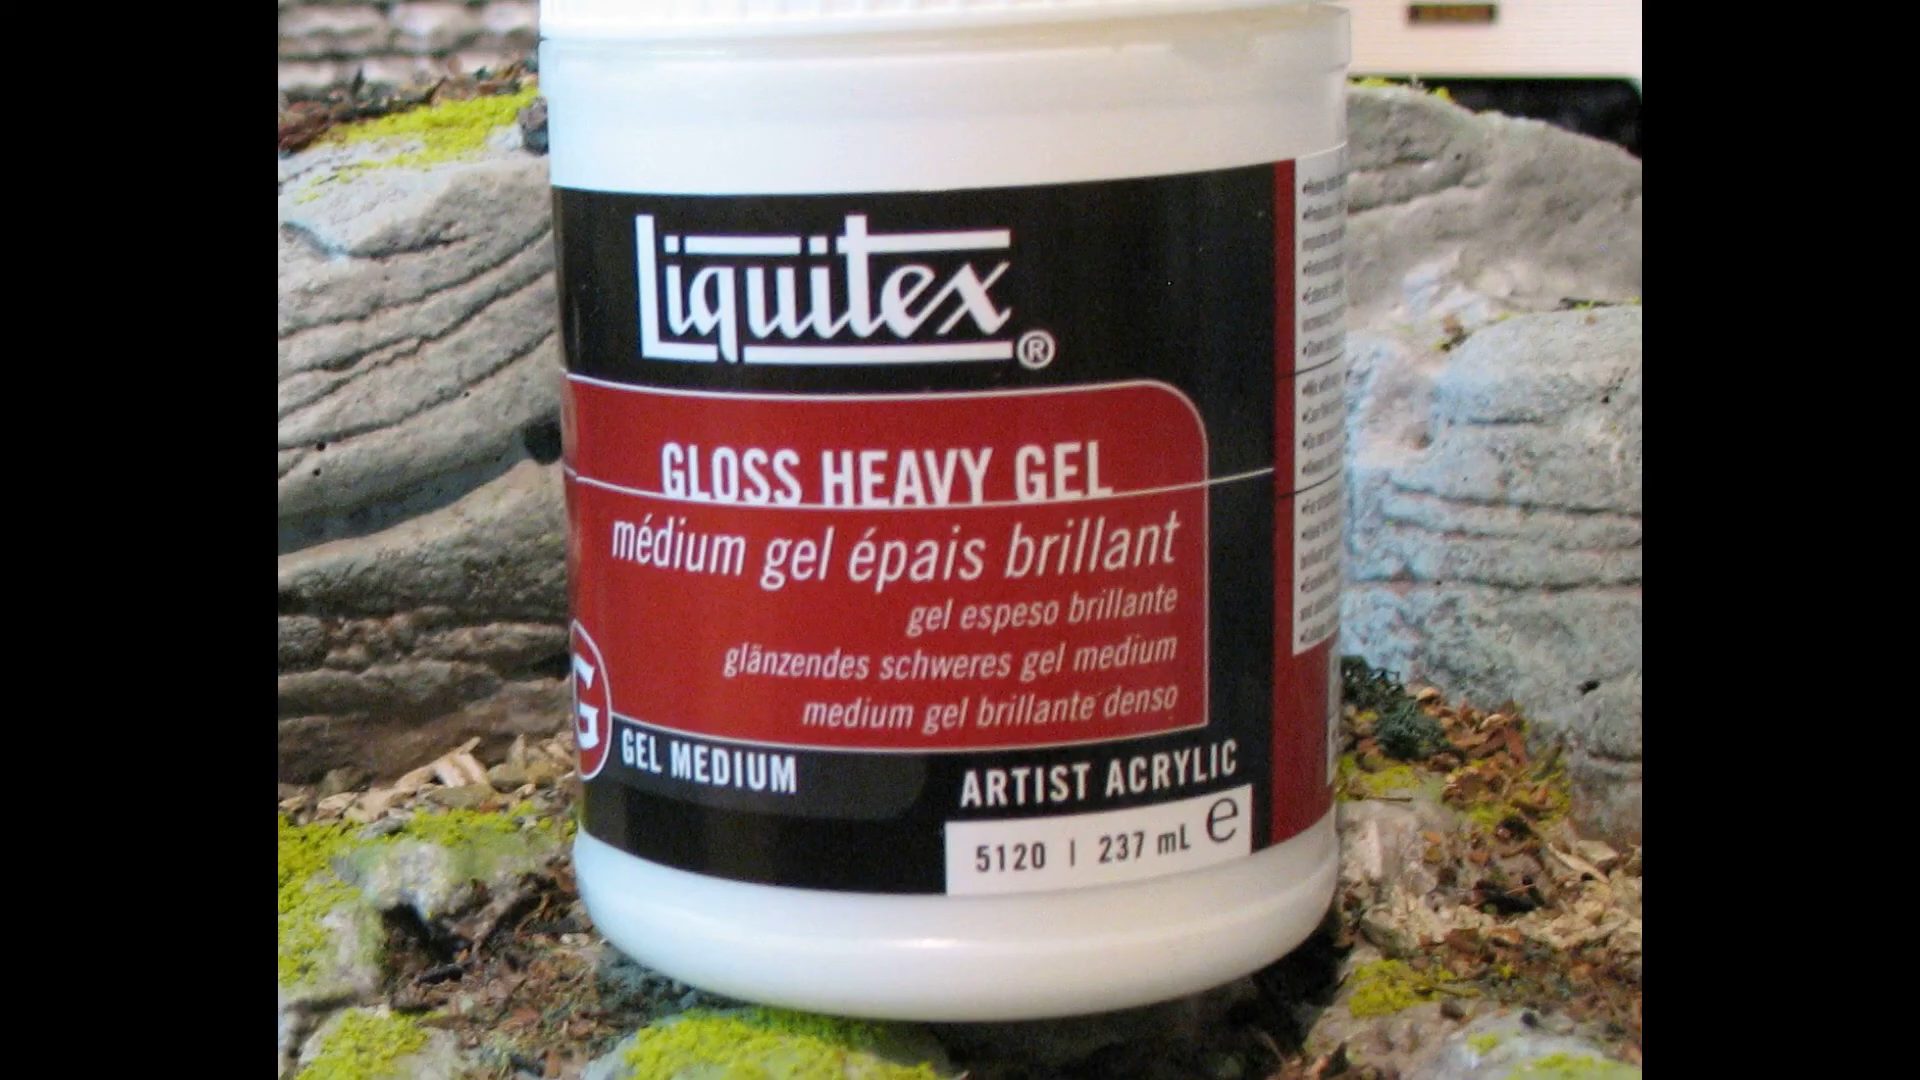 Liquitex®
GLOSS HEAVY GEL
médium gel épais brillant
gel espeso brillante
glänzendes schweres gel medium
medium gel brillante denso
G
GEL MEDIUM
ARTIST ACRYLIC
5120 | 237 mL e